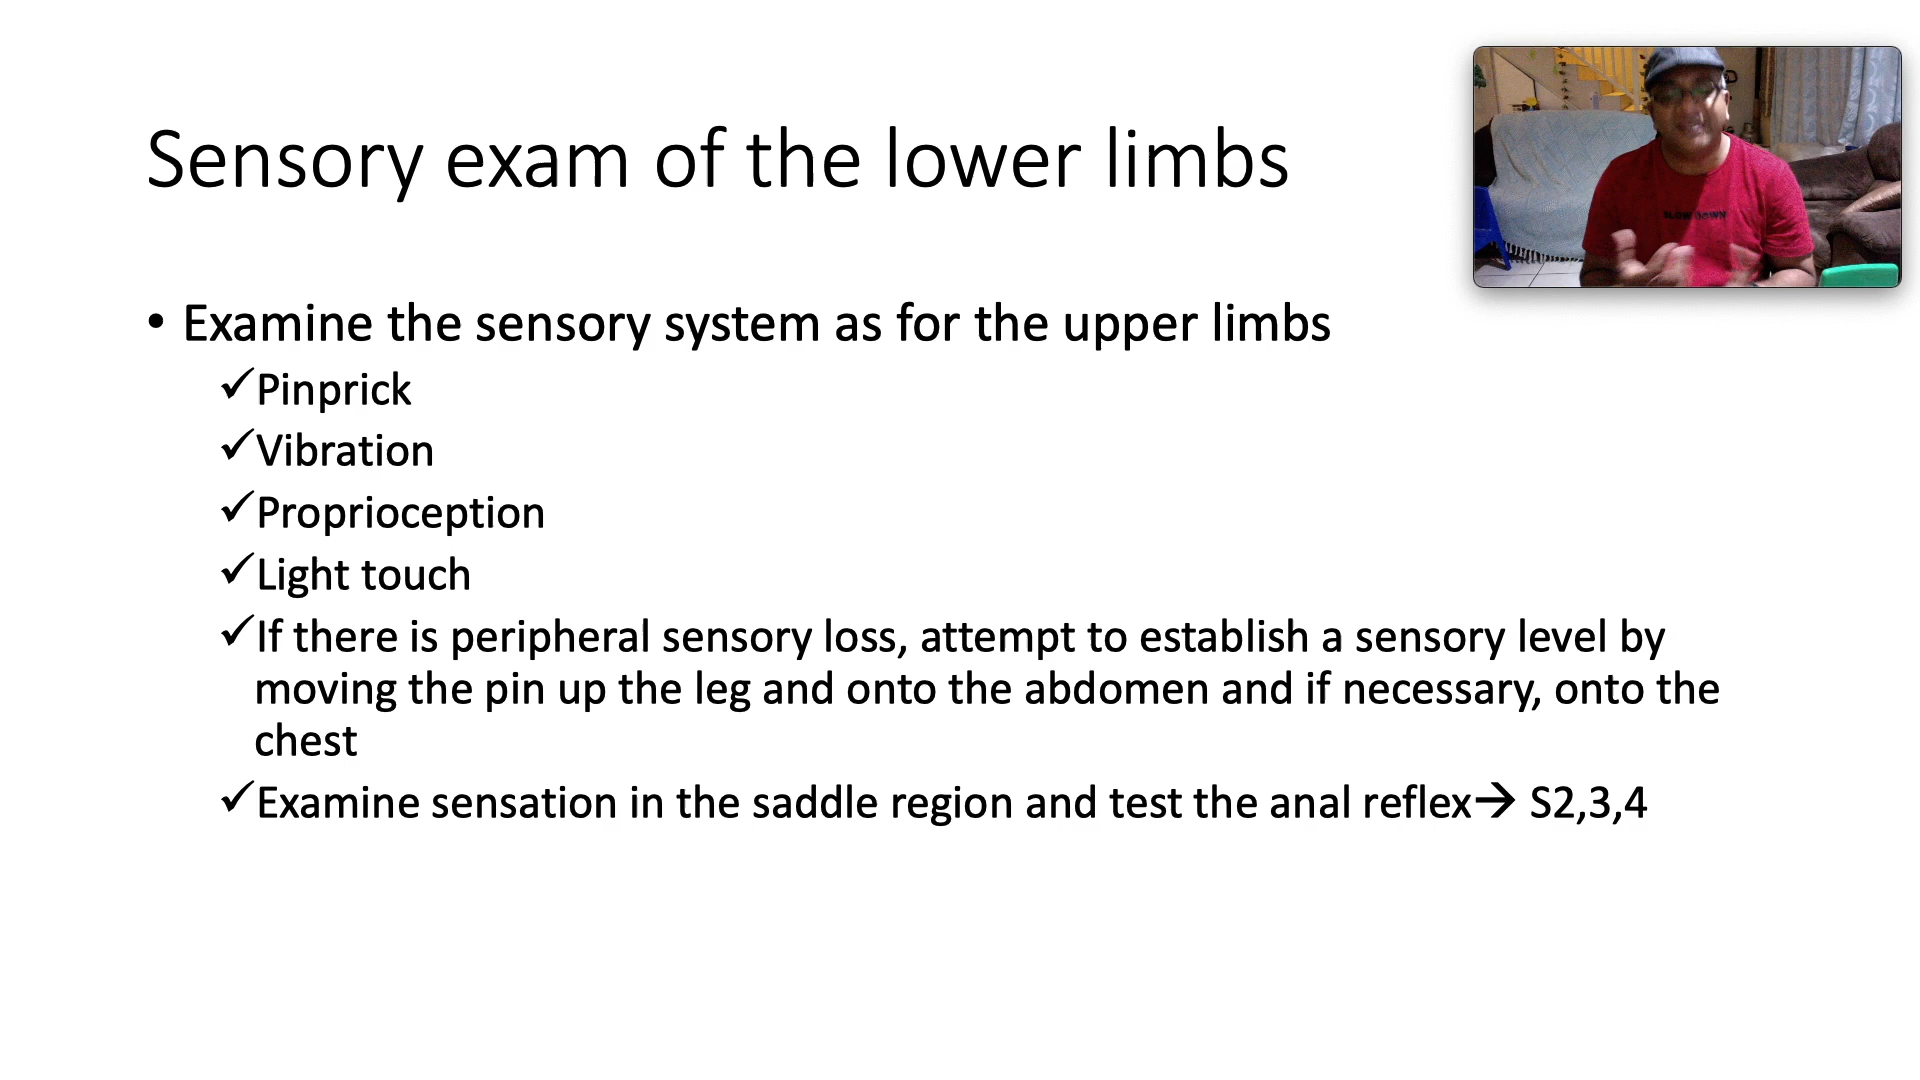 Sensory exam of the lower limbs
SLOW DOWN
• Examine the sensory system as for the upper limbs
✓Pinprick
✓Vibration
✓Proprioception
✓Light touch
✓If there is peripheral sensory loss, attempt to establish a sensory level by
moving the pin up the leg and onto the abdomen and if necessary, onto the
chest
✓Examine sensation in the saddle region and test the anal reflex→ S2,3,4